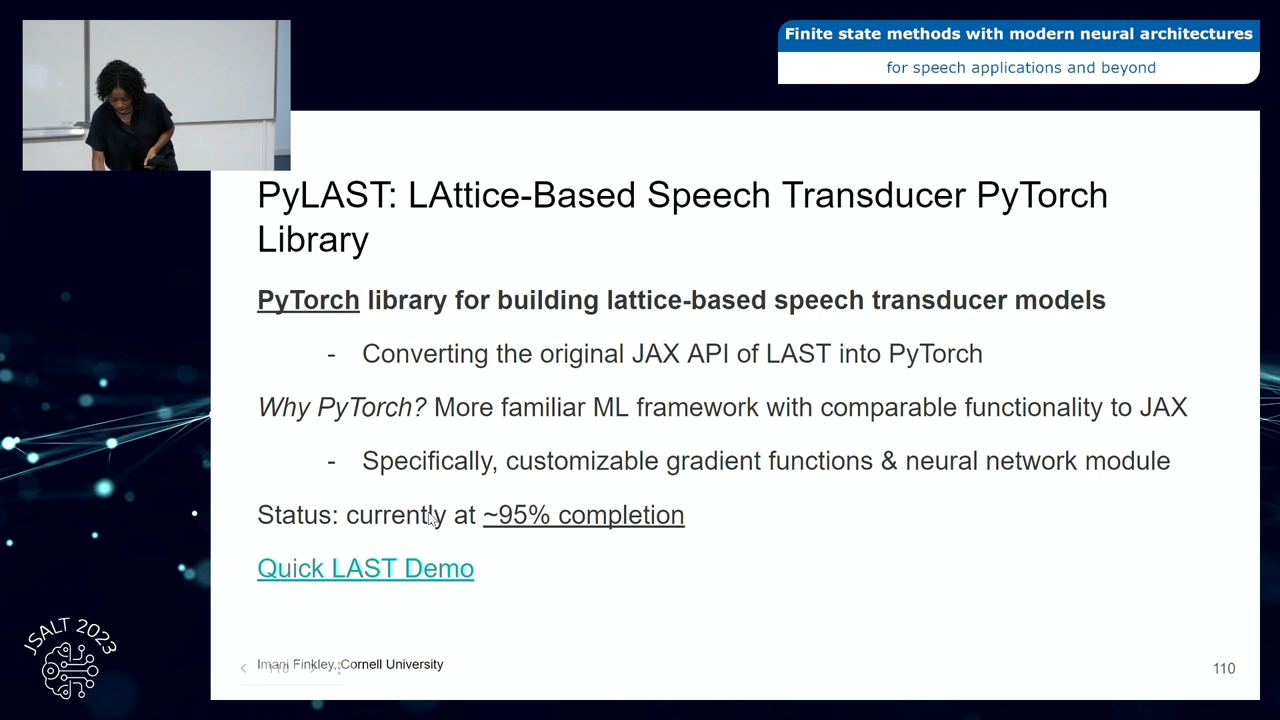 Finite state methods with modern neural architectures
for speech applications and beyond
PyLAST: LAttice-Based Speech Transducer PyTorch
Library
PyTorch library for building lattice-based speech transducer models
- Converting the original JAX API of LAST into PyTorch
Why PyTorch? More familiar ML framework with comparable functionality to JAX
- Specifically, customizable gradient functions & neural network module
Status: currently at ~95% completion
Quick LAST Demo
JSALT 2023
Imani Finkley, Cornell University
110
110